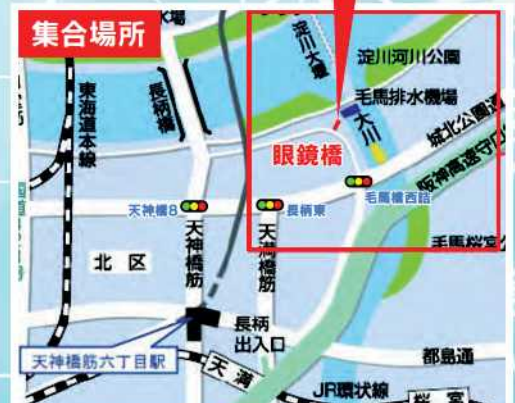 集合場所
水場
淀川大堰
淀川河川公園
長柄橋
東海道本線
毛馬排水機場
大川
城北公園通
眼鏡橋
阪神高速守口
天神橋8
長柄東
毛馬橋西詰
北区
天神橋筋
天満橋筋
毛馬桜宮公
長柄
出入口
天神橋筋六丁目駅
都島通
天満
JR環状線
桜宮